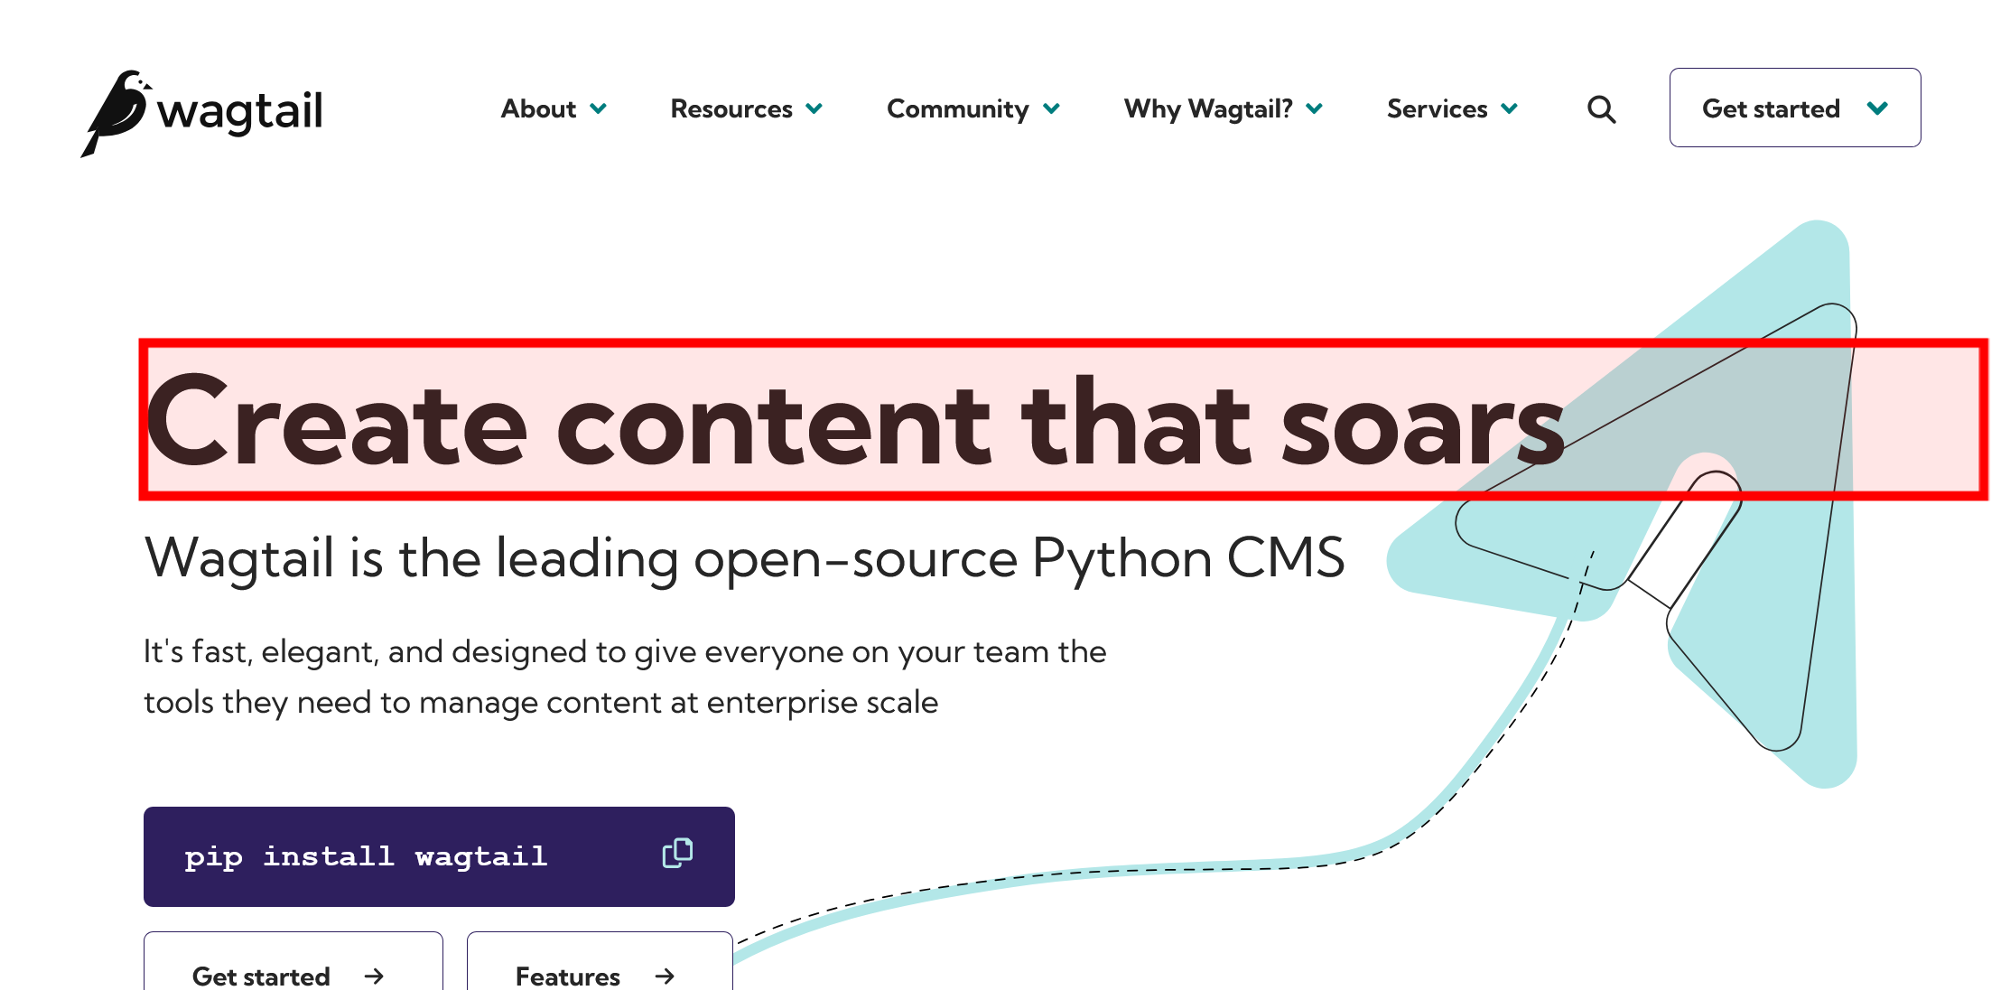 wagtail
About
Resources
Community
Why Wagtail?
Services
Get started
Create content that soars
Wagtail is the leading open-source Python CMS
It's fast, elegant, and designed to give everyone on your team the
tools they need to manage content at enterprise scale
pip install wagtail
Get started
Features